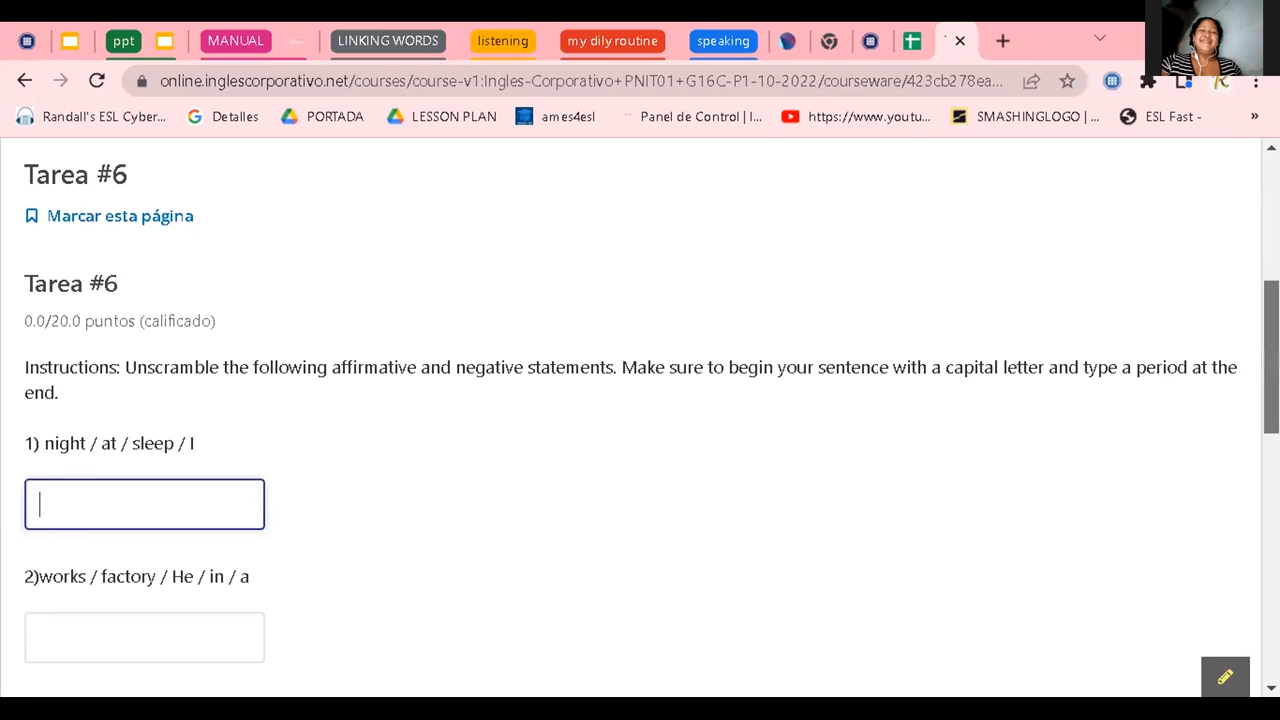 ppt MANUAL LINKING WORDS listening my dily routine speaking
online.inglescorporativo.net/courses/course-v1:Ingles-Corporativo+PNIT01+G16C-P1-10-2022/courseware/423cb278ea...
Randall's ESL Cyber... Detalles PORTADA LESSON PLAN ames4esl Panel de Control | I... https://www.youtu... SMASHINGLOGO | ... ESL Fast - »
Tarea #6
Marcar esta página
Tarea #6
0.0/20.0 puntos (calificado)
Instructions: Unscramble the following affirmative and negative statements. Make sure to begin your sentence with a capital letter and type a period at the
end.
1) night / at / sleep / I
2)works / factory / He / in / a